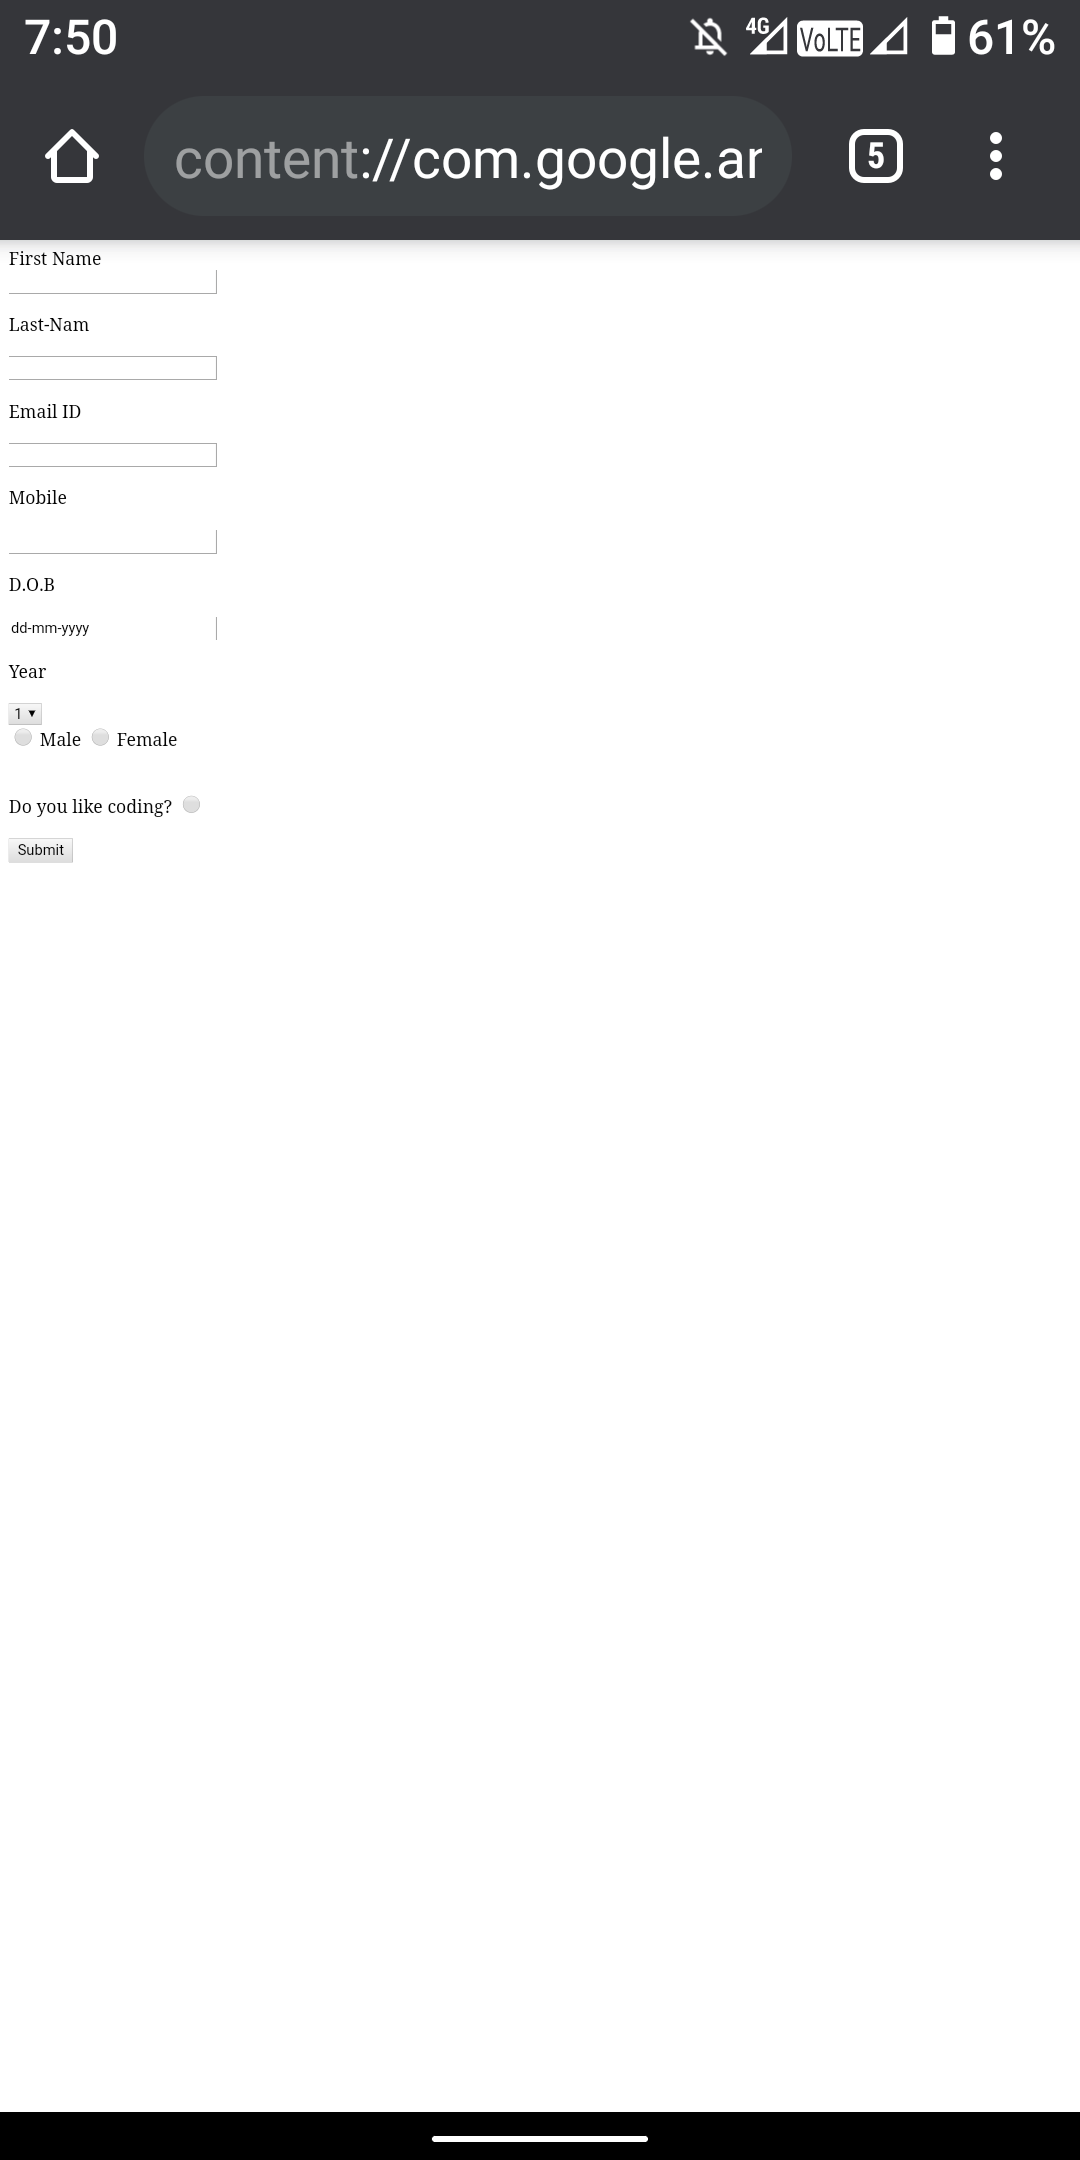 7:50
4G VoLTE 61%
content://com.google.ar
5
First Name
Last-Nam
Email ID
Mobile
D.O.B
dd-mm-yyyy
Year
1
Male Female
Do you like coding?
Submit